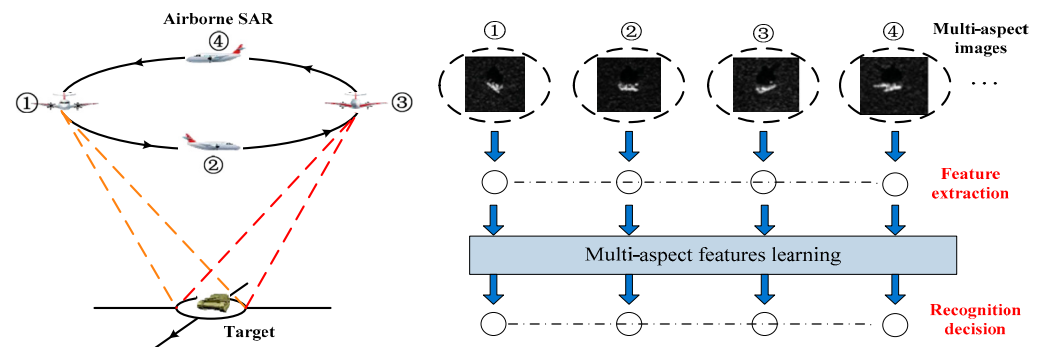 Airborne SAR
④
①
③
②
Target
① ② ③ ④
Multi-aspect
images
...
Feature
extraction
Multi-aspect features learning
Recognition
decision